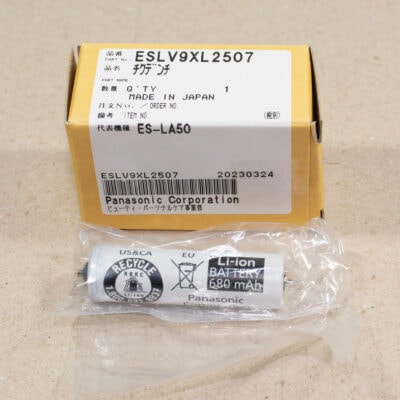 品番 ESLV9XL2507
PART NO.
品名 チクデンチ
PART NAME
数量 Q'TY 1
MADE IN JAPAN
注文No. / ORDER NO.
備考 ITEM NO (税別)
代表機種 ES-LA50
ESLV9XL2507 20230324
Panasonic Corporation
ビューティ・パーソナルケア事業部
US&CA
RECYCLE
RBRC
Li-ion
EU
Li-ion
BATTERY
680 mAh
Panasonic